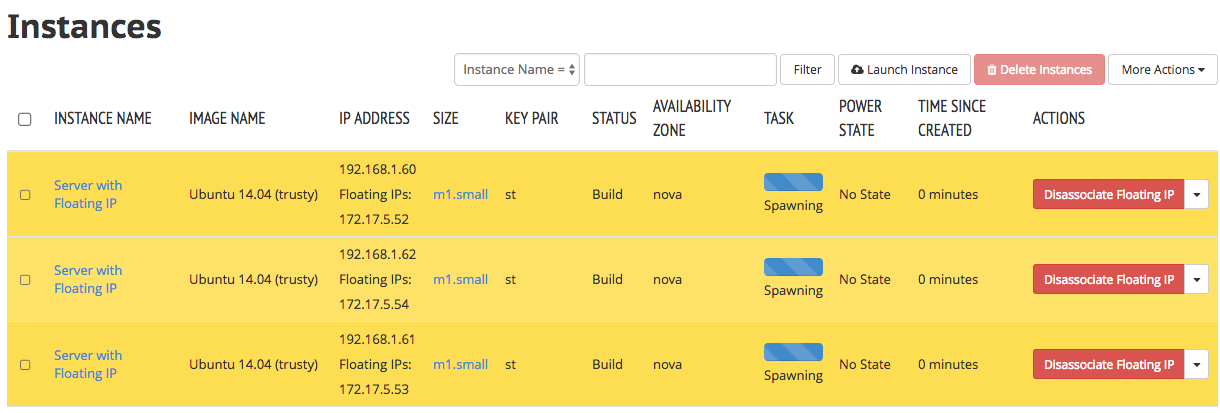 Instances
Instance Name = Filter Launch Instance Delete Instances More Actions
INSTANCE NAME IMAGE NAME IP ADDRESS SIZE KEY PAIR STATUS AVAILABILITY ZONE TASK POWER STATE TIME SINCE CREATED ACTIONS
Server with Floating IP Ubuntu 14.04 (trusty) 192.168.1.60 Floating IPs: 172.17.5.52 m1.small st Build nova Spawning No State 0 minutes Disassociate Floating IP
Server with Floating IP Ubuntu 14.04 (trusty) 192.168.1.62 Floating IPs: 172.17.5.54 m1.small st Build nova Spawning No State 0 minutes Disassociate Floating IP
Server with Floating IP Ubuntu 14.04 (trusty) 192.168.1.61 Floating IPs: 172.17.5.53 m1.small st Build nova Spawning No State 0 minutes Disassociate Floating IP